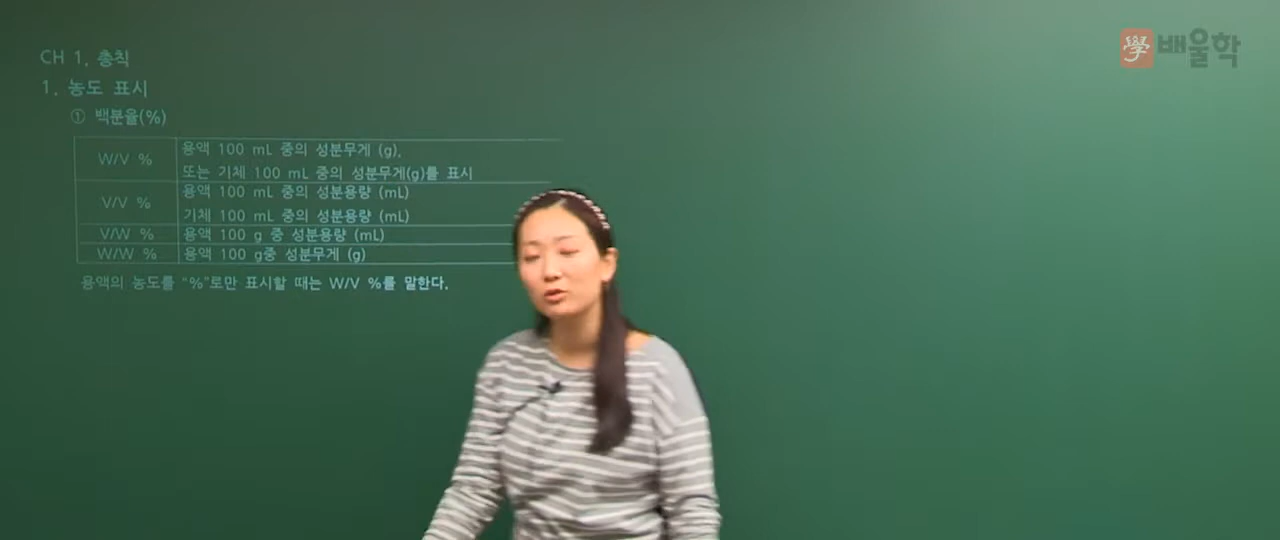 學 배울학
CH 1. 총칙
1. 농도 표시
① 백분율(%)
W/V %
용액 100 mL 중의 성분무게 (g),
또는 기체 100 mL 중의 성분무게(g)를 표시
V/V %
용액 100 mL 중의 성분용량 (mL)
기체 100 mL 중의 성분용량 (mL)
V/W % 용액 100 g 중 성분용량 (mL)
W/W % 용액 100 g중 성분무게 (g)
용액의 농도를 "%"로만 표시할 때는 W/V %를 말한다.